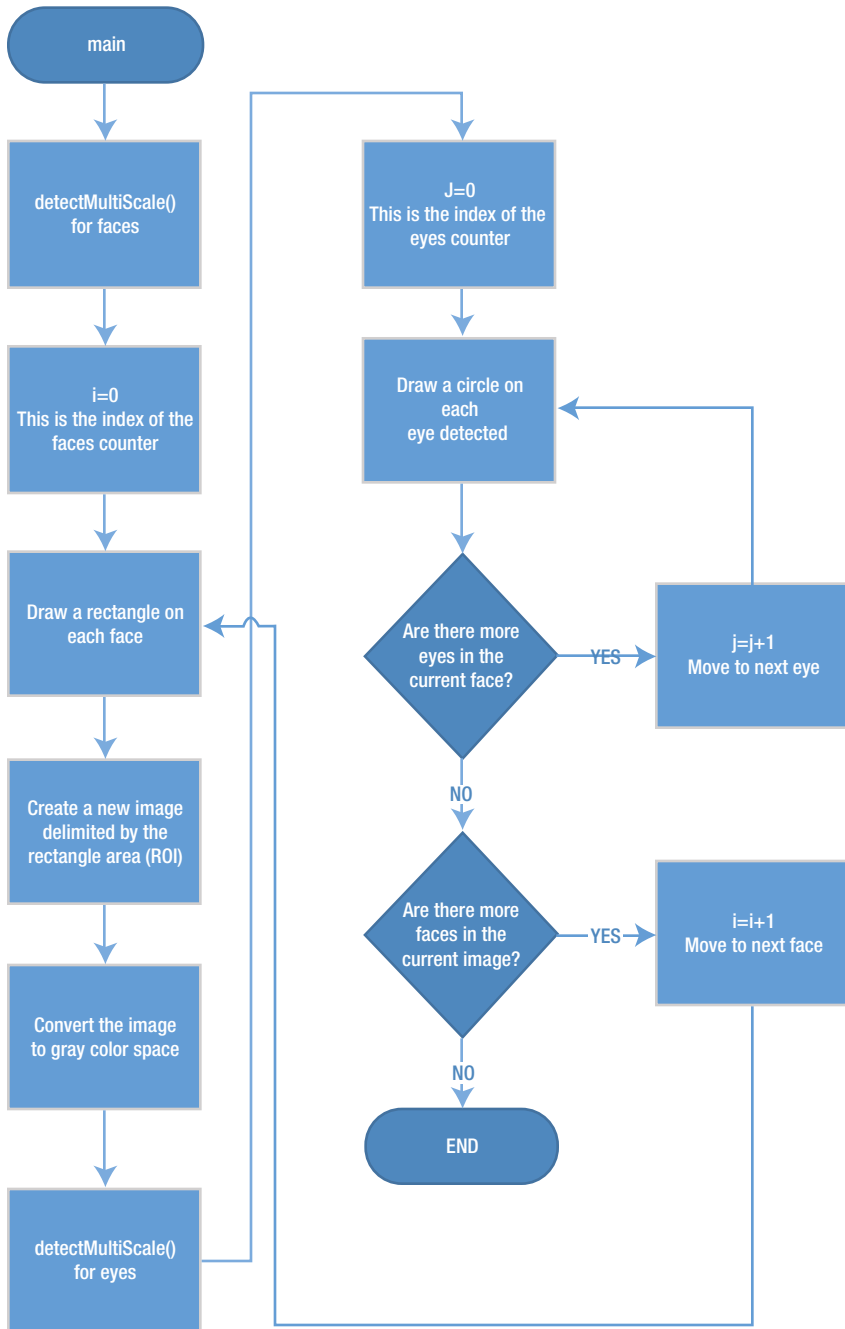 main
detectMultiScale()
for faces
i=0
This is the index of the
faces counter
Draw a rectangle on
each face
Create a new image
delimited by the
rectangle area (ROI)
Convert the image
to gray color space
detectMultiScale()
for eyes
J=0
This is the index of the
eyes counter
Draw a circle on
each
eye detected
Are there more
eyes in the
current face?
YES
j=j+1
Move to next eye
NO
Are there more
faces in the
current image?
YES
i=i+1
Move to next face
NO
END